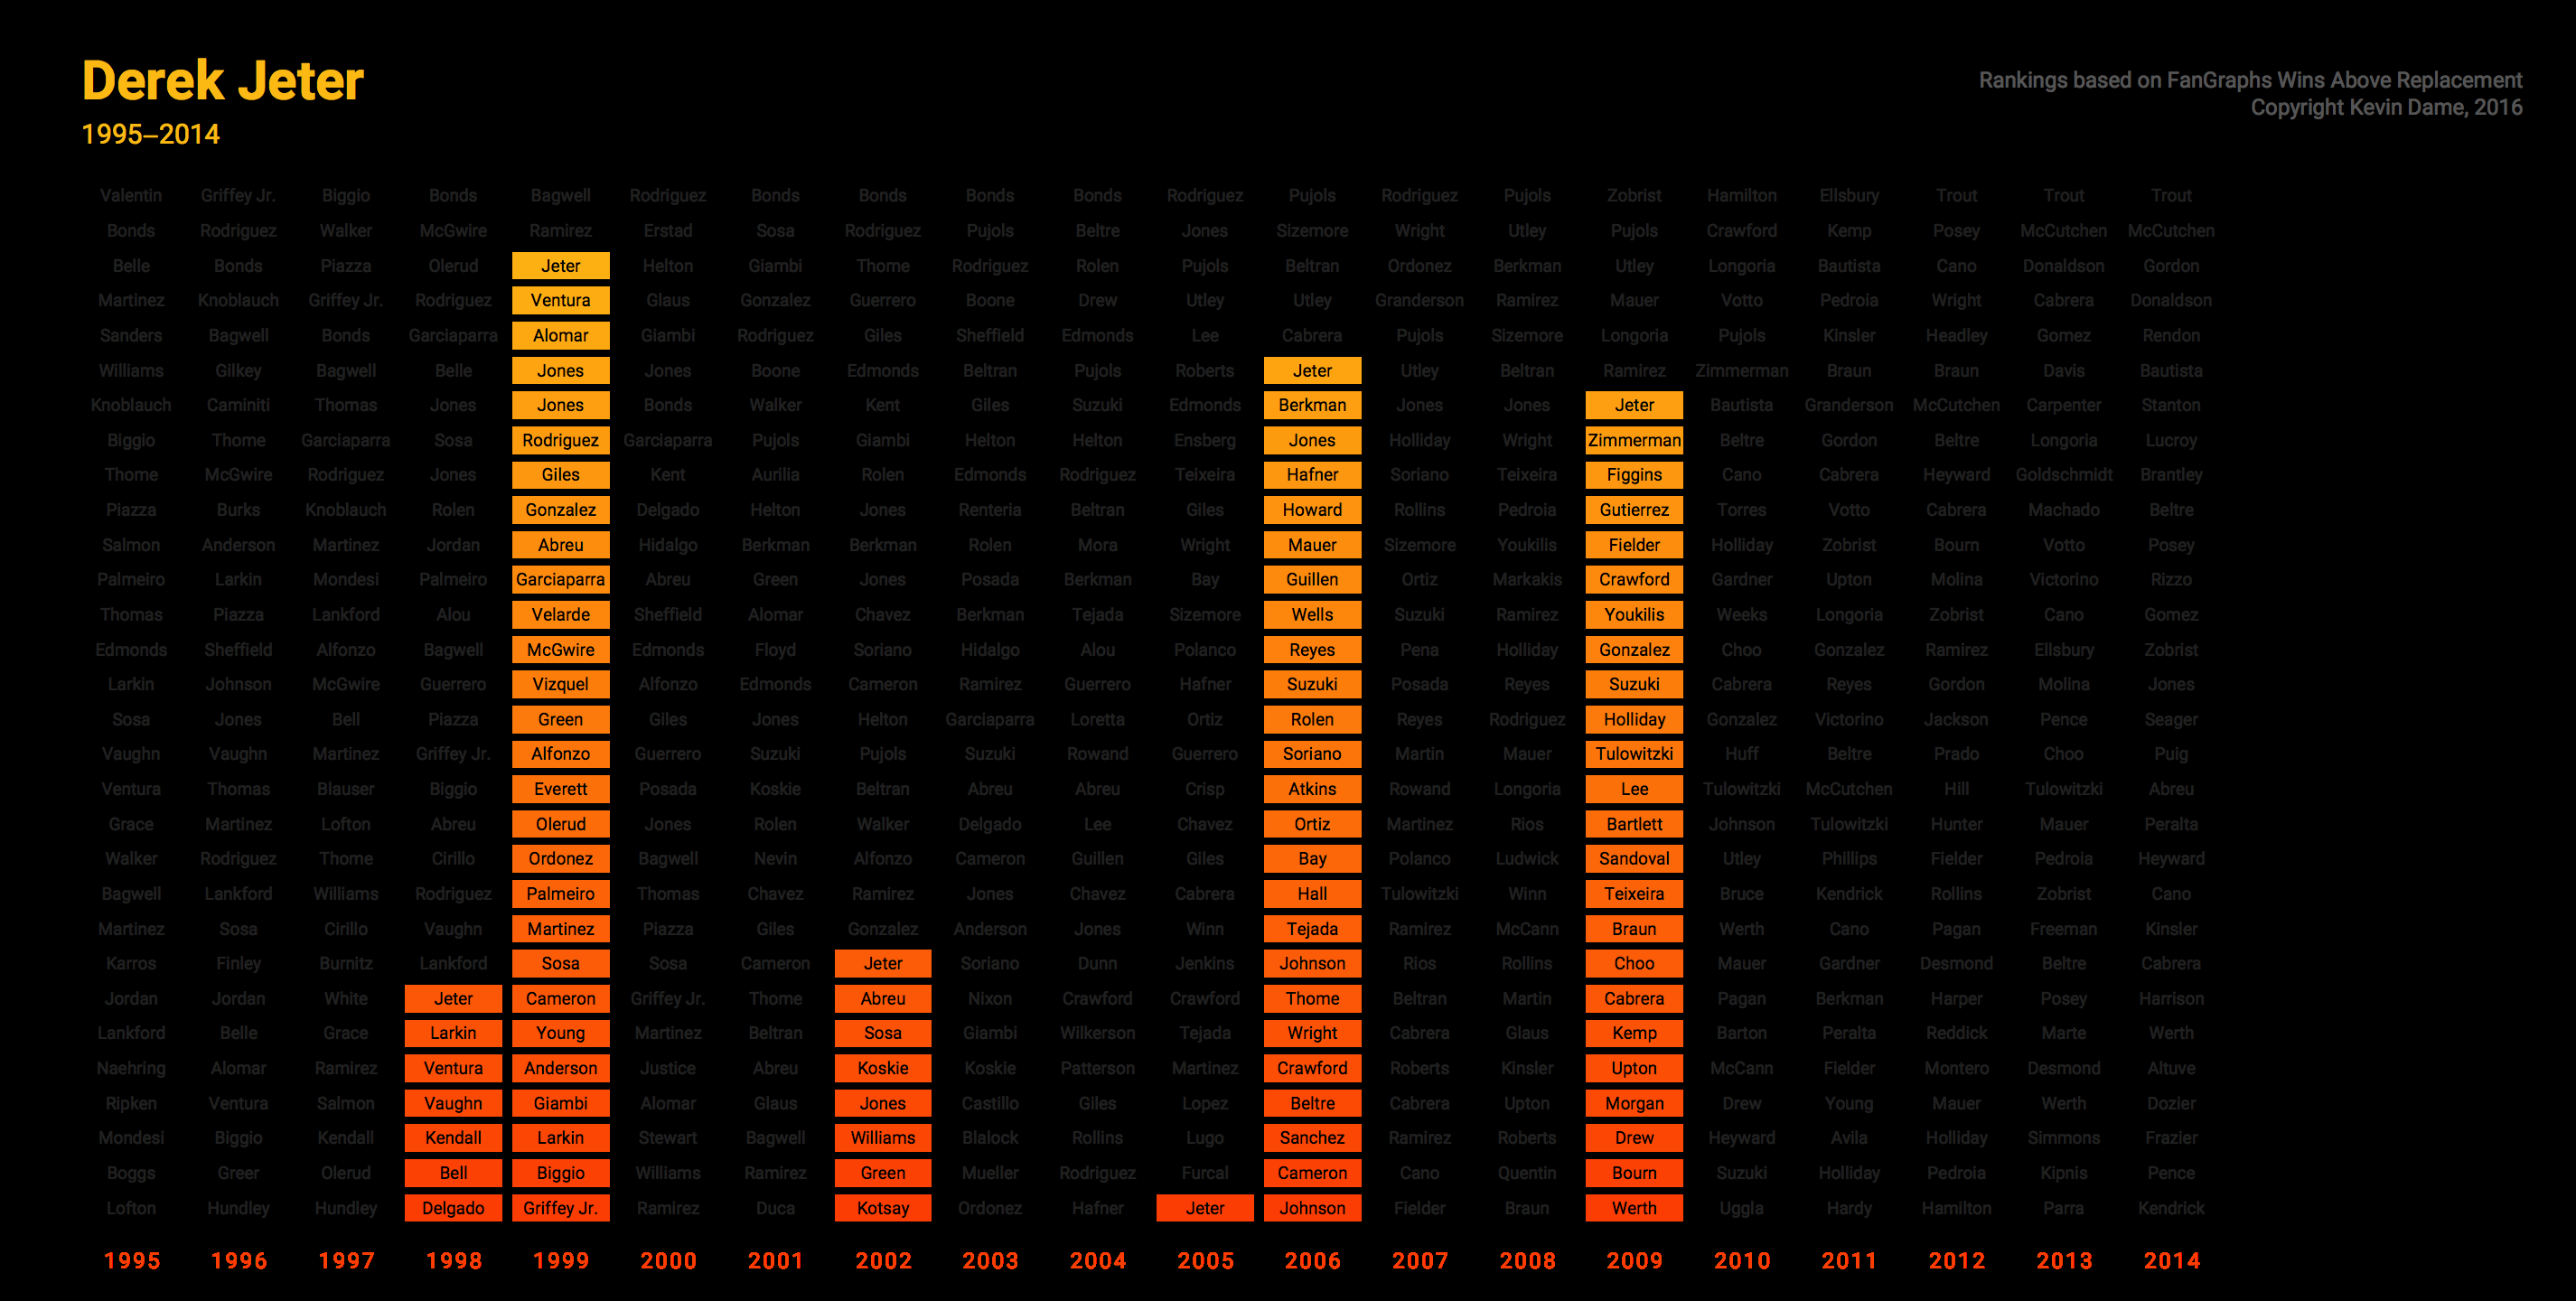 Derek Jeter
1995–2014
Rankings based on FanGraphs Wins Above Replacement
Copyright Kevin Dame, 2016
Valentin Griffey Jr. Biggio Bonds Bagwell Rodriguez Bonds Bonds Bonds Bonds Rodriguez Pujols Rodriguez Pujols Zobrist Hamilton Ellsbury Trout Trout Trout
Bonds Rodriguez Walker McGwire Ramirez Erstad Sosa Rodriguez Pujols Beltre Jones Sizemore Wright Utley Pujols Crawford Kemp Posey McCutchen McCutchen
Belle Bonds Piazza Olerud Jeter Helton Giambi Thome Rodriguez Rolen Pujols Beltran Ordonez Berkman Utley Longoria Bautista Cano Donaldson Gordon
Martinez Knoblauch Griffey Jr. Rodriguez Ventura Glaus Gonzalez Guerrero Boone Drew Utley Utley Granderson Ramirez Mauer Votto Pedroia Wright Cabrera Donaldson
Sanders Bagwell Bonds Garciaparra Alomar Giambi Rodriguez Giles Sheffield Edmonds Lee Cabrera Pujols Sizemore Longoria Pujols Kinsler Headley Gomez Rendon
Williams Gilkey Bagwell Belle Jones Jones Boone Edmonds Beltran Pujols Roberts Jeter Utley Beltran Ramirez Zimmerman Braun Braun Davis Bautista
Knoblauch Caminiti Thomas Jones Jones Bonds Walker Kent Giles Suzuki Edmonds Berkman Jones Jones Jeter Bautista Granderson McCutchen Carpenter Stanton
Biggio Thome Garciaparra Sosa Rodriguez Garciaparra Pujols Giambi Helton Helton Ensberg Jones Holliday Wright Zimmerman Beltre Gordon Beltre Longoria Lucroy
Thome McGwire Rodriguez Jones Giles Kent Aurilia Rolen Edmonds Rodriguez Teixeira Hafner Soriano Teixeira Figgins Cano Cabrera Heyward Goldschmidt Brantley
Piazza Burks Knoblauch Rolen Gonzalez Delgado Helton Jones Renteria Beltran Giles Howard Rollins Pedroia Gutierrez Torres Votto Cabrera Machado Beltre
Salmon Anderson Martinez Jordan Abreu Hidalgo Berkman Berkman Rolen Mora Wright Mauer Sizemore Youkilis Fielder Holliday Zobrist Bourn Votto Posey
Palmeiro Larkin Mondesi Palmeiro Garciaparra Abreu Green Jones Posada Berkman Bay Guillen Ortiz Markakis Crawford Gardner Upton Molina Victorino Rizzo
Thomas Piazza Lankford Alou Velarde Sheffield Alomar Chavez Berkman Tejada Sizemore Wells Suzuki Ramirez Youkilis Weeks Longoria Zobrist Cano Gomez
Edmonds Sheffield Alfonzo Bagwell McGwire Edmonds Floyd Soriano Hidalgo Alou Polanco Reyes Pena Holliday Gonzalez Choo Gonzalez Ramirez Ellsbury Zobrist
Larkin Johnson McGwire Guerrero Vizquel Alfonzo Edmonds Cameron Ramirez Guerrero Hafner Suzuki Posada Reyes Suzuki Cabrera Reyes Gordon Molina Jones
Sosa Jones Bell Piazza Green Giles Jones Helton Garciaparra Loretta Ortiz Rolen Reyes Rodriguez Holliday Gonzalez Victorino Jackson Pence Seager
Vaughn Vaughn Martinez Griffey Jr. Alfonzo Guerrero Suzuki Pujols Suzuki Rowand Guerrero Soriano Martin Mauer Tulowitzki Huff Beltre Prado Choo Puig
Ventura Thomas Blauser Biggio Everett Posada Koskie Beltran Abreu Abreu Crisp Atkins Rowand Longoria Lee Tulowitzki McCutchen Hill Tulowitzki Abreu
Grace Martinez Lofton Abreu Olerud Jones Rolen Walker Delgado Lee Chavez Ortiz Martinez Rios Bartlett Johnson Tulowitzki Hunter Mauer Peralta
Walker Rodriguez Thome Cirillo Ordonez Bagwell Nevin Alfonzo Cameron Guillen Giles Bay Polanco Ludwick Sandoval Utley Phillips Fielder Pedroia Heyward
Bagwell Lankford Williams Rodriguez Palmeiro Thomas Chavez Ramirez Jones Chavez Cabrera Hall Tulowitzki Winn Teixeira Bruce Kendrick Rollins Zobrist Cano
Martinez Sosa Cirillo Vaughn Martinez Piazza Giles Gonzalez Anderson Jones Winn Tejada Ramirez McCann Braun Werth Cano Pagan Freeman Kinsler
Karros Finley Burnitz Lankford Sosa Sosa Cameron Jeter Soriano Dunn Jenkins Johnson Rios Rollins Choo Mauer Gardner Desmond Beltre Cabrera
Jordan Jordan White Jeter Cameron Griffey Jr. Thome Abreu Nixon Crawford Crawford Thome Beltran Martin Cabrera Pagan Berkman Harper Posey Harrison
Lankford Belle Grace Larkin Young Martinez Beltran Sosa Giambi Wilkerson Tejada Wright Cabrera Glaus Kemp Barton Peralta Reddick Marte Werth
Naehring Alomar Ramirez Ventura Anderson Justice Abreu Koskie Koskie Patterson Martinez Crawford Roberts Kinsler Upton McCann Fielder Montero Desmond Altuve
Ripken Ventura Salmon Vaughn Giambi Alomar Glaus Jones Castillo Giles Lopez Beltre Cabrera Upton Morgan Drew Young Mauer Werth Dozier
Mondesi Biggio Kendall Kendall Larkin Stewart Bagwell Williams Blalock Rollins Lugo Sanchez Ramirez Roberts Drew Heyward Avila Holliday Simmons Frazier
Boggs Greer Olerud Bell Biggio Williams Ramirez Green Mueller Rodriguez Furcal Cameron Cano Quentin Bourn Suzuki Holliday Pedroia Kipnis Pence
Lofton Hundley Hundley Delgado Griffey Jr. Ramirez Duca Kotsay Ordonez Hafner Jeter Johnson Fielder Braun Werth Uggla Hardy Hamilton Parra Kendrick
1995 1996 1997 1998 1999 2000 2001 2002 2003 2004 2005 2006 2007 2008 2009 2010 2011 2012 2013 2014